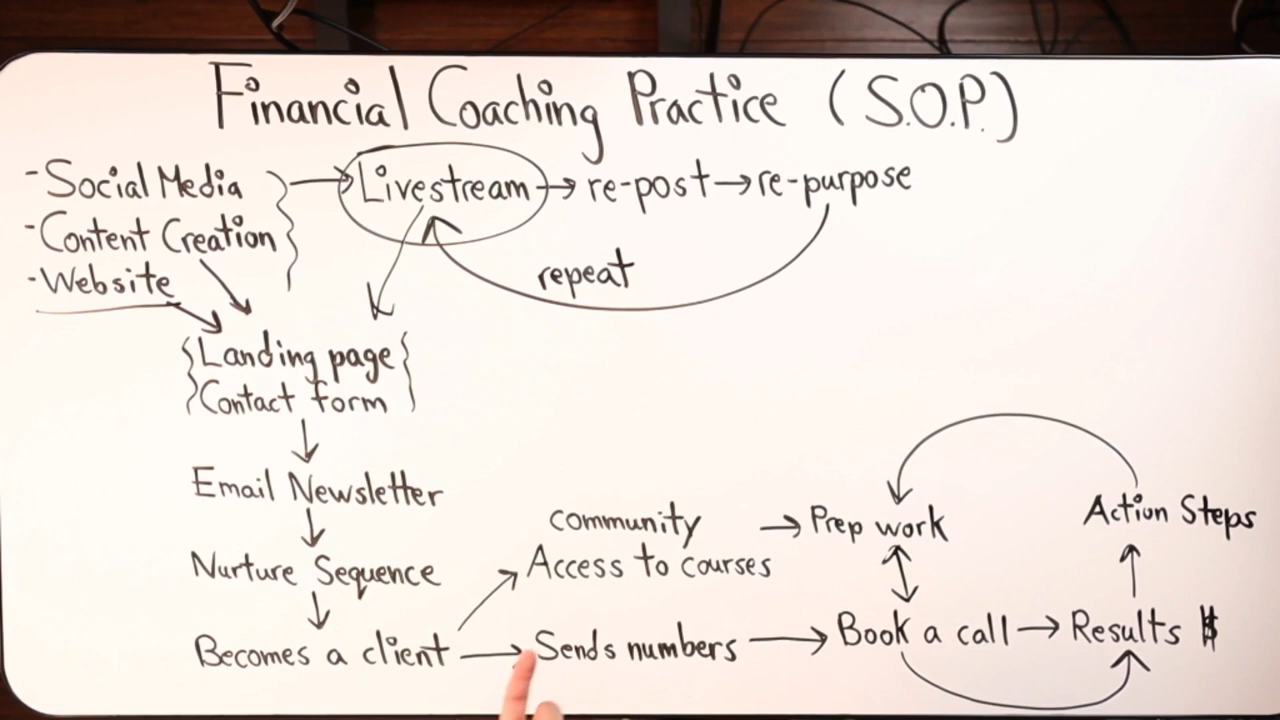 Financial Coaching Practice (S.O.P.)
- Social Media
- Content Creation
- Website
Livestream → re-post → re-purpose
repeat
Landing page
Contact form
Email Newsletter
Nurture Sequence
Becomes a client
community
Access to courses
Sends numbers
Prep work
Book a call → Results $
Action Steps